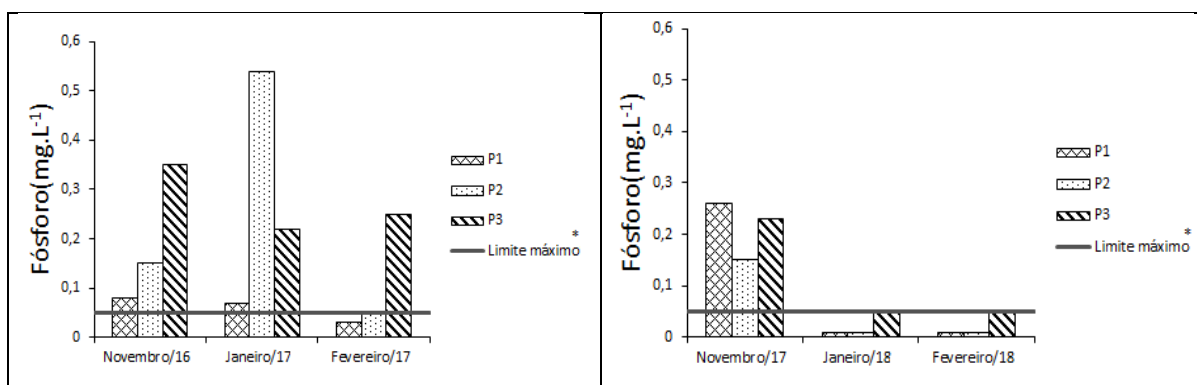 0,6
0,5
0,4
0,3
0,2
0,1
0
Fósforo(mg.L-1)
Novembro/16 Janeiro/17 Fevereiro/17
P1
P2
P3
Limite máximo*
0,6
0,5
0,4
0,3
0,2
0,1
0
Fósforo(mg.L-1)
Novembro/17 Janeiro/18 Fevereiro/18
P1
P2
P3
Limite máximo*